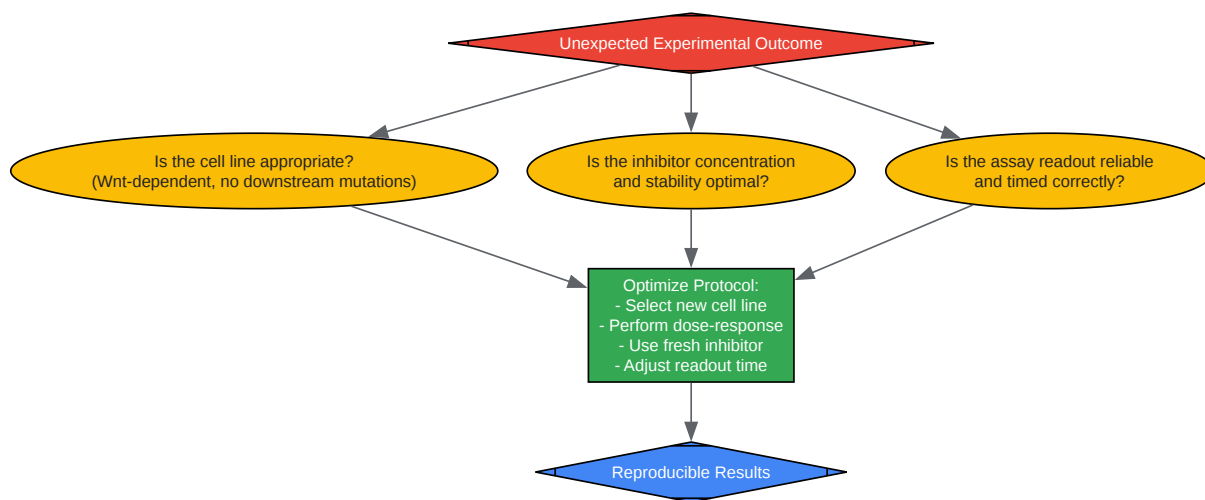 Unexpected Experimental Outcome
Is the cell line appropriate?
(Wnt-dependent, no downstream mutations)
Is the inhibitor concentration
and stability optimal?
Is the assay readout reliable
and timed correctly?
Optimize Protocol:
- Select new cell line
- Perform dose-response
- Use fresh inhibitor
- Adjust readout time
Reproducible Results